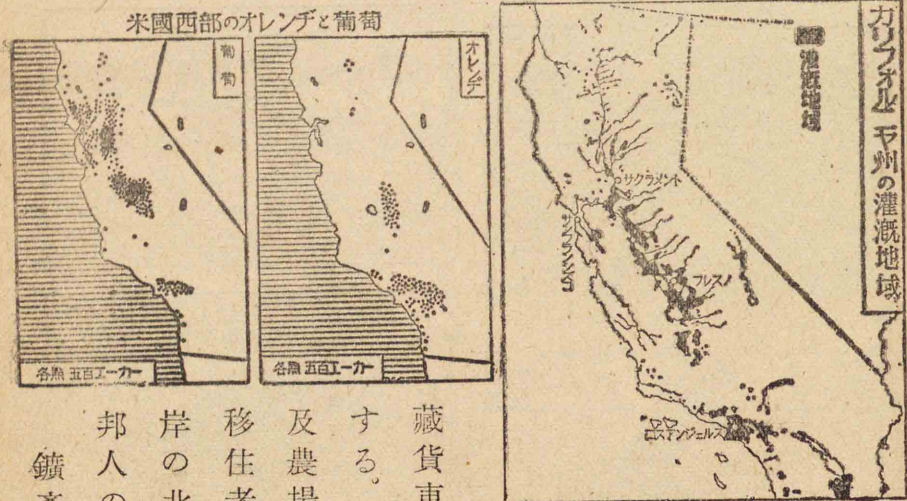 カリフォルニヤ州の灌漑地域
灌漑地域
サクラメント
フレスノ
ロスアンジェルス
米國西部のオレンヂと葡萄
オレンヂ
各點 五百エーカー
葡萄
各點 五百エーカー
藏貨車
する。
及農場
移住者
岸の北
邦人の
鑛産